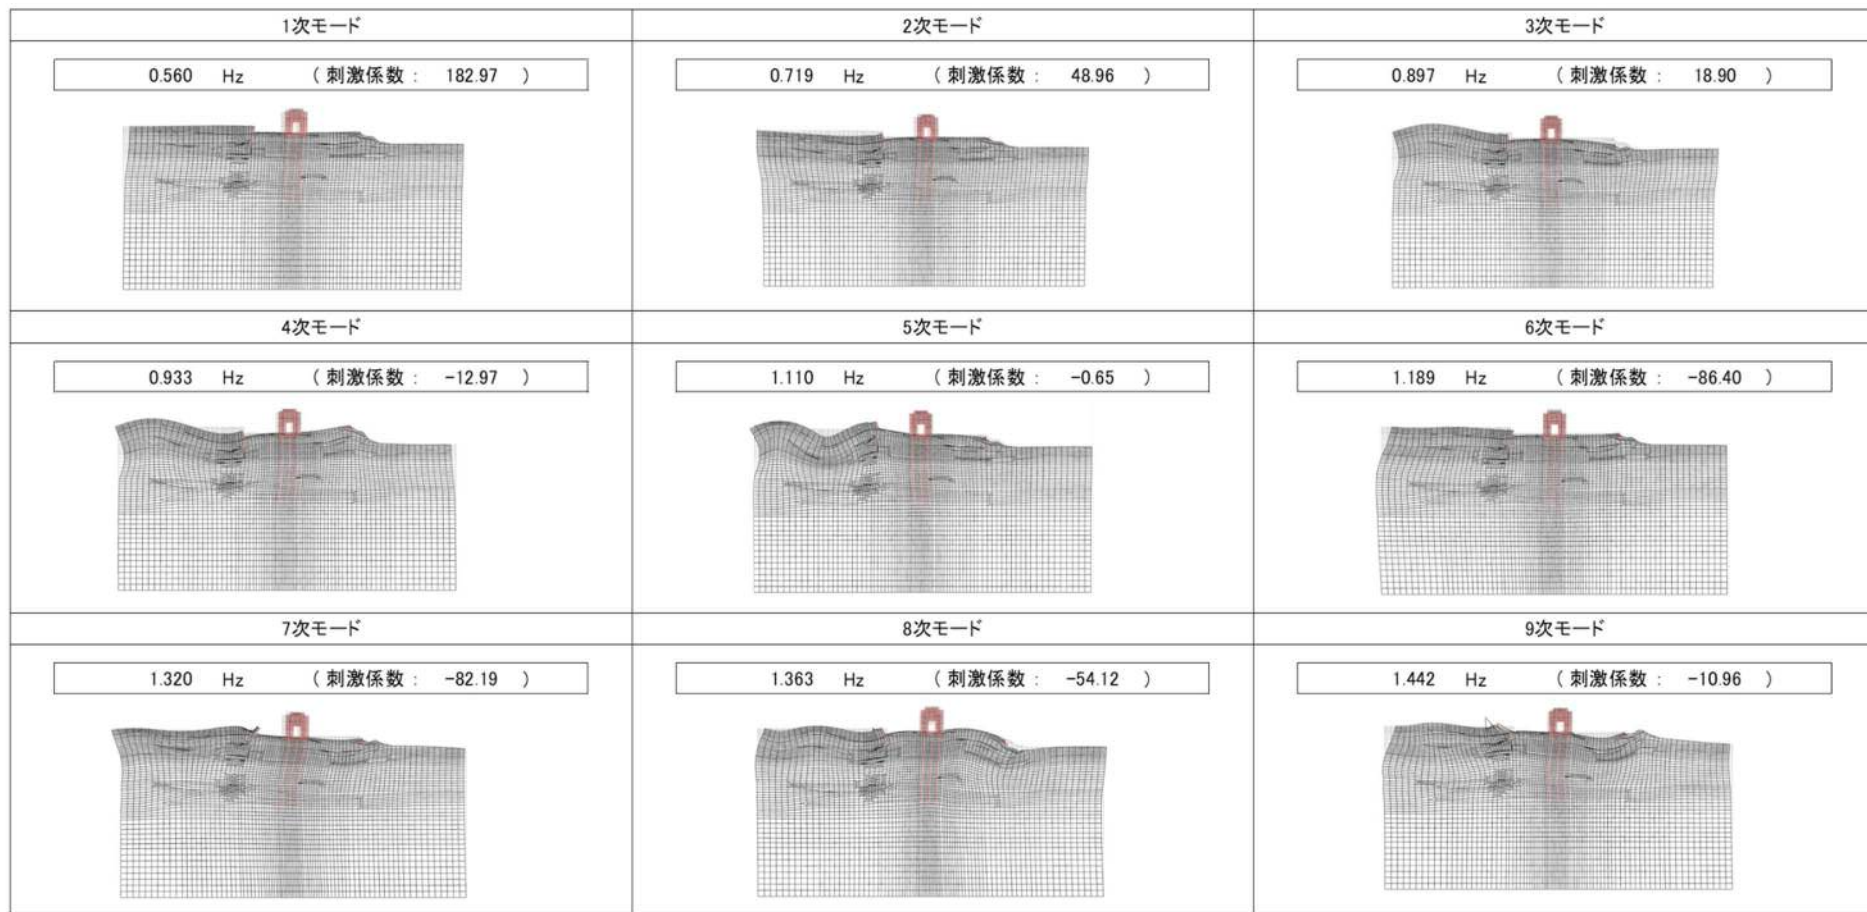 1次モード 2次モード 3次モード
0.560 Hz （ 刺激係数 : 182.97 ） 0.719 Hz （ 刺激係数 : 48.96 ） 0.897 Hz （ 刺激係数 : 18.90 ）
4次モード 5次モード 6次モード
0.933 Hz （ 刺激係数 : -12.97 ） 1.110 Hz （ 刺激係数 : -0.65 ） 1.189 Hz （ 刺激係数 : -86.40 ）
7次モード 8次モード 9次モード
1.320 Hz （ 刺激係数 : -82.19 ） 1.363 Hz （ 刺激係数 : -54.12 ） 1.442 Hz （ 刺激係数 : -10.96 ）